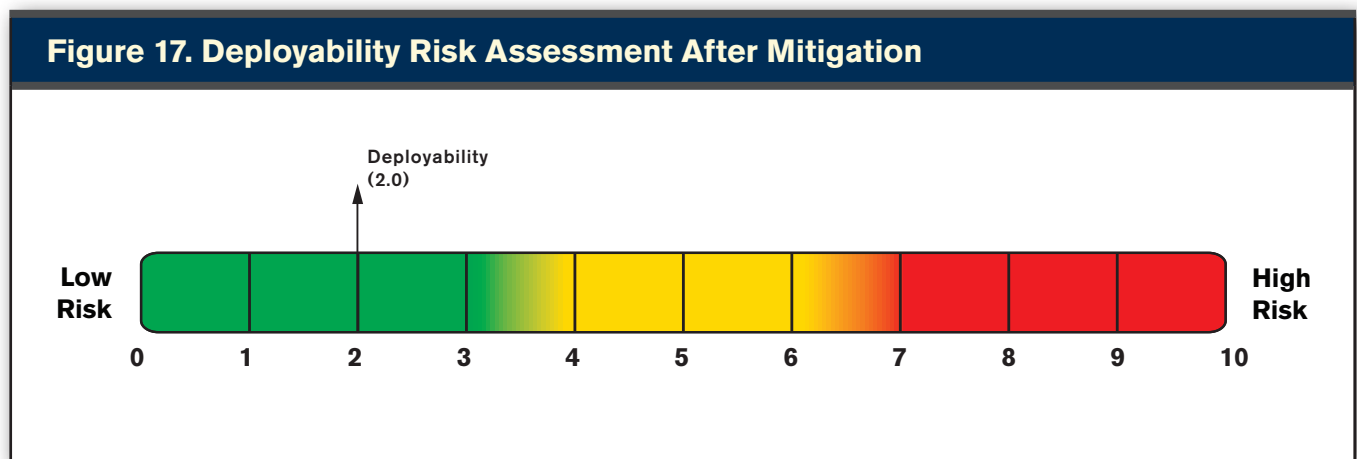 Figure 17. Deployability Risk Assessment After Mitigation
Deployability
(2.0)
Low
Risk
High
Risk
0 1 2 3 4 5 6 7 8 9 10